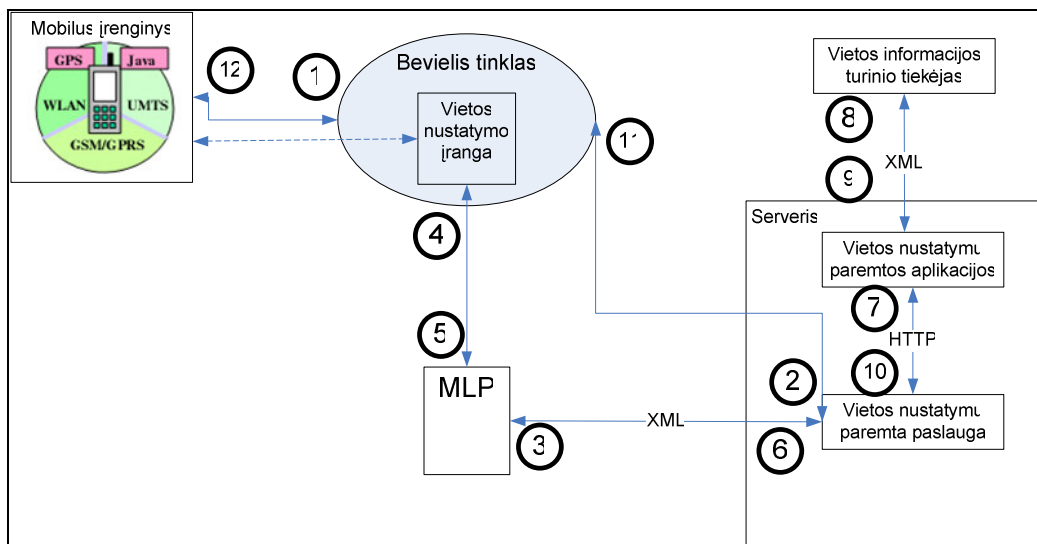 Mobilus įrenginys
GPS
Java
WLAN
UMTS
GSM/GPRS
12
1
Bevielis tinklas
Vietos
nustatymo
įranga
11
Vietos informacijos
turinio tiekėjas
8
XML
9
Serveris
Vietos nustatymu
paremtos aplikacijos
7
HTTP
10
4
5
MLP
3
XML
2
6
Vietos nustatymu
paremta paslauga